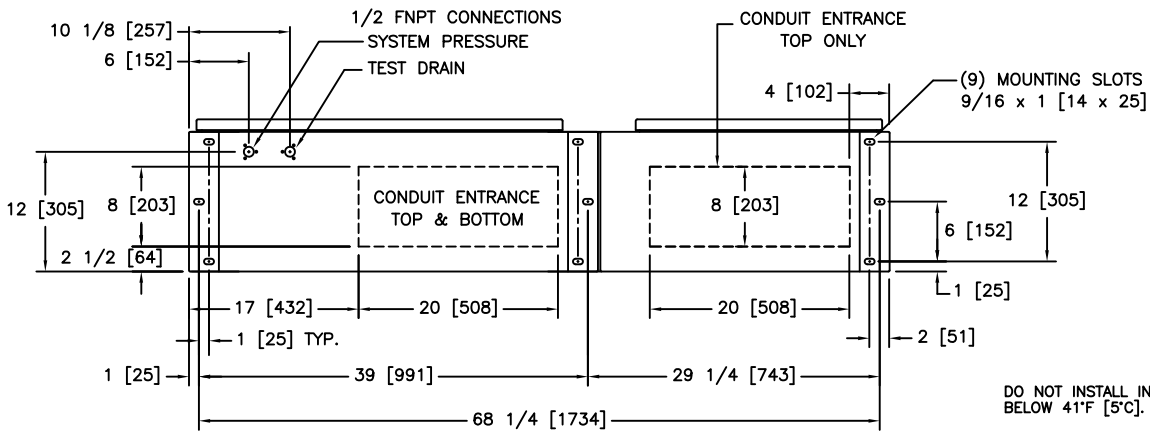 1/2 FNPT CONNECTIONS
SYSTEM PRESSURE
TEST DRAIN
10 1/8 [257]
6 [152]
CONDUIT ENTRANCE
TOP ONLY
4 [102]
(9) MOUNTING SLOTS
9/16 x 1 [14 x 25]
12 [305]
8 [203]
CONDUIT ENTRANCE
TOP & BOTTOM
8 [203]
12 [305]
6 [152]
2 1/2 [64]
1 [25]
17 [432]
20 [508]
20 [508]
2 [51]
1 [25] TYP.
1 [25]
39 [991]
29 1/4 [743]
68 1/4 [1734]
DO NOT INSTALL IN
BELOW 41°F [5°C].